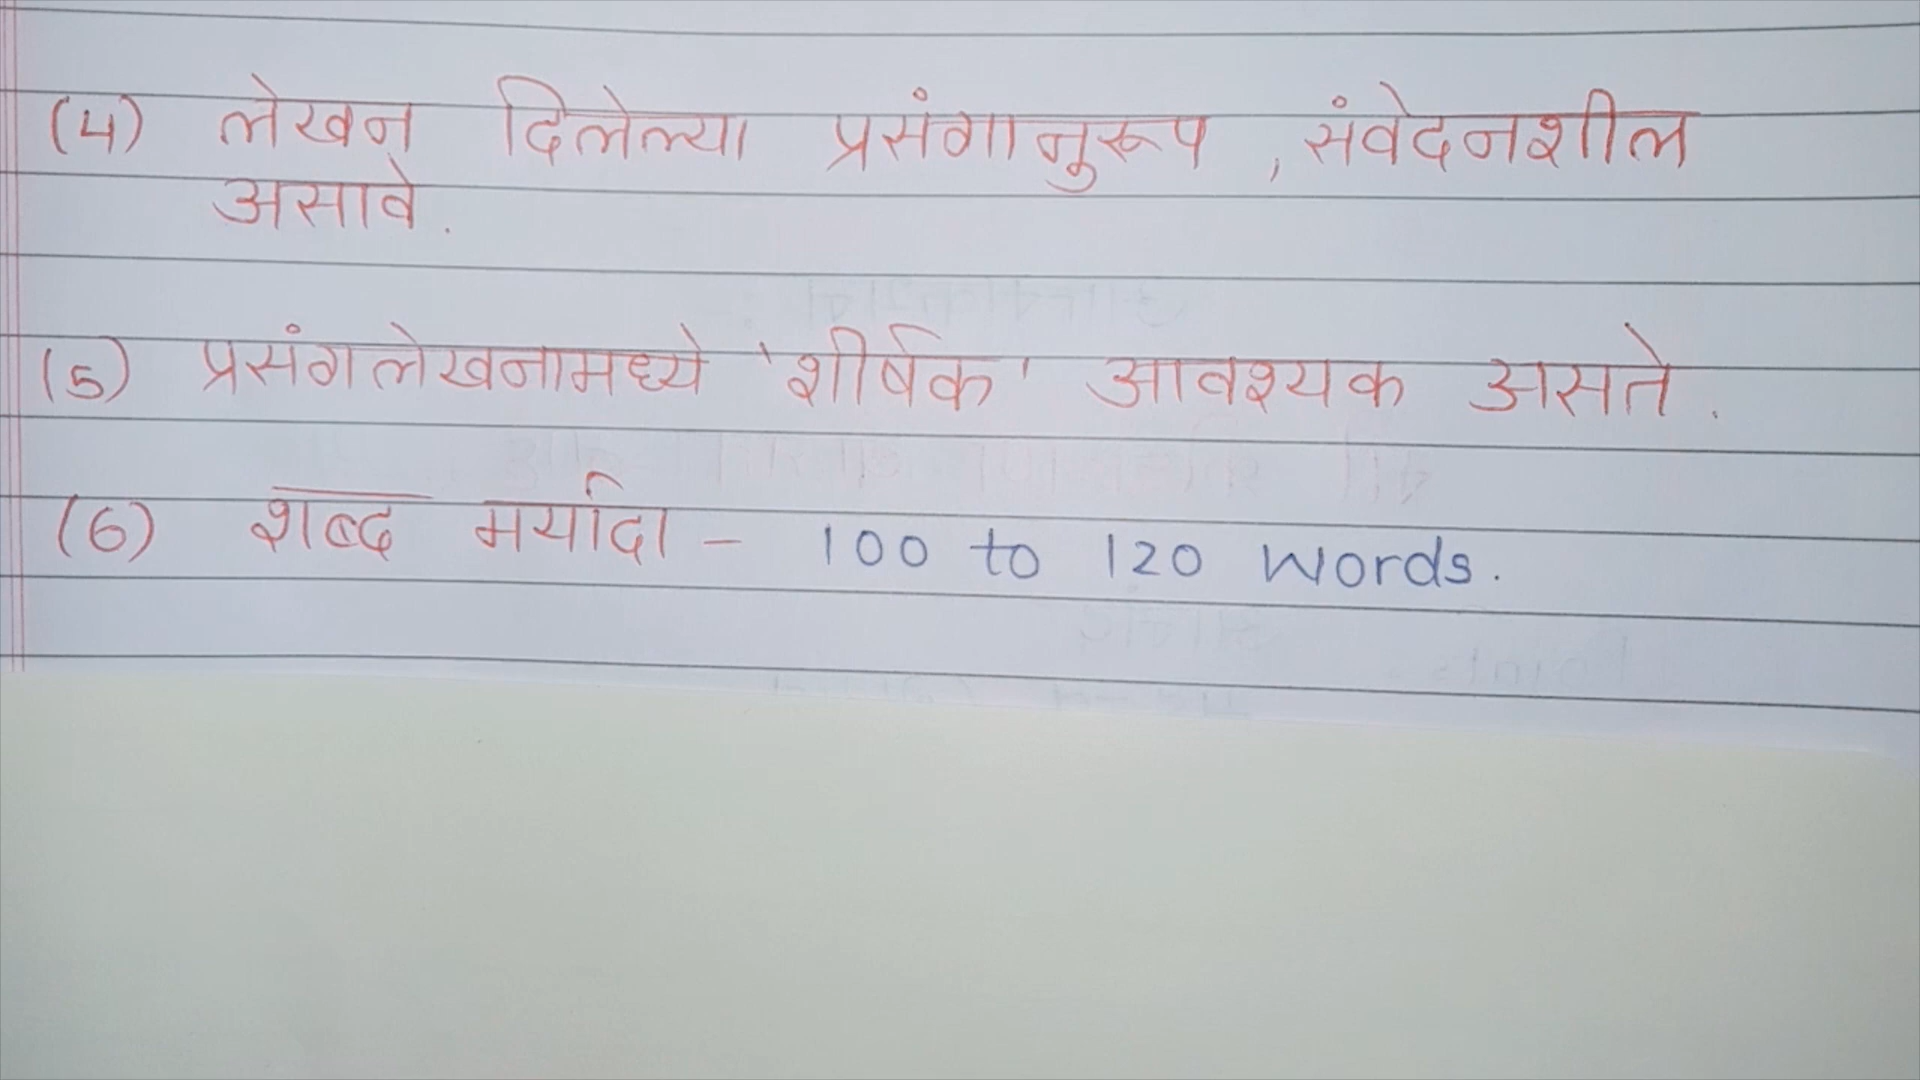 (4) लेखन दिलेल्या प्रसंगानुरूप , संवेदनशील
असावे .
(5) प्रसंगलेखनामध्ये 'शीर्षक' आवश्यक असते .
(6) शब्द मर्यादा - 100 to 120 words.